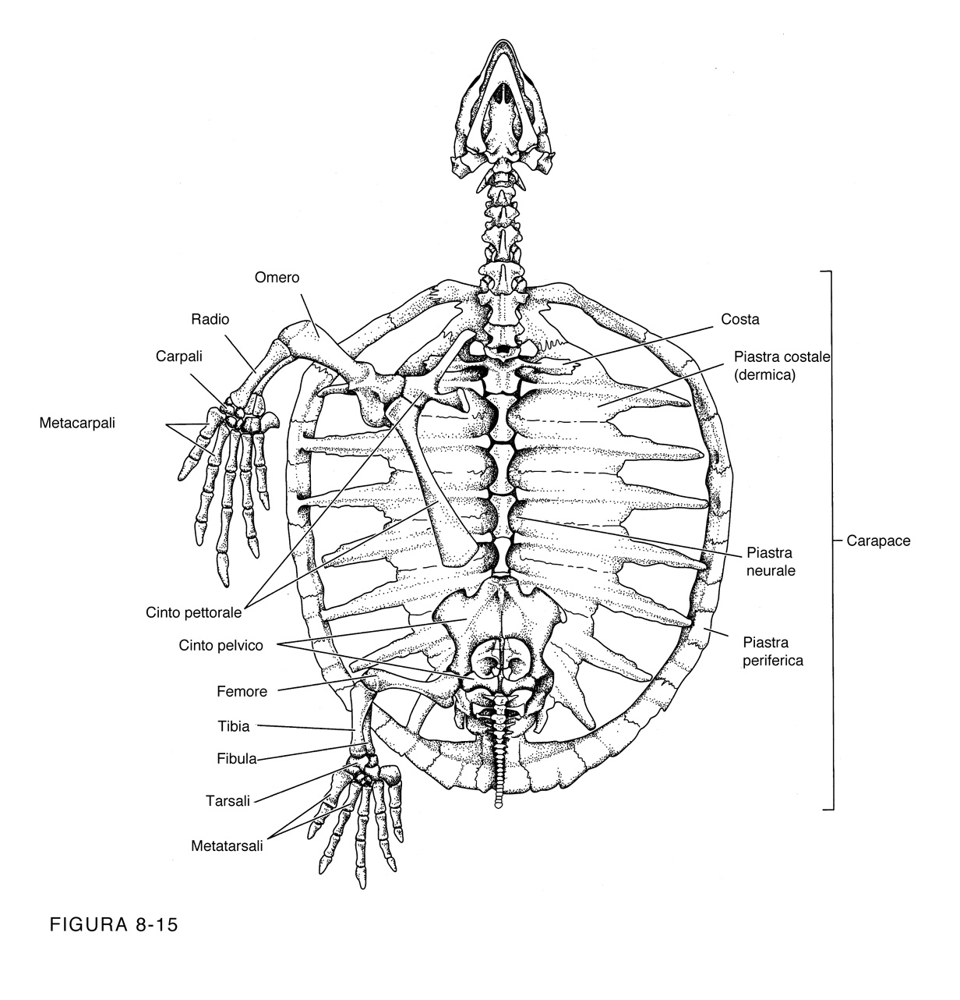 Omero
Radio
Carpali
Metacarpali
Costa
Piastra costale
(dermica)
Carapace
Piastra
neurale
Cinto pettorale
Cinto pelvico
Piastra
periferica
Femore
Tibia
Fibula
Tarsali
Metatarsali
FIGURA 8-15